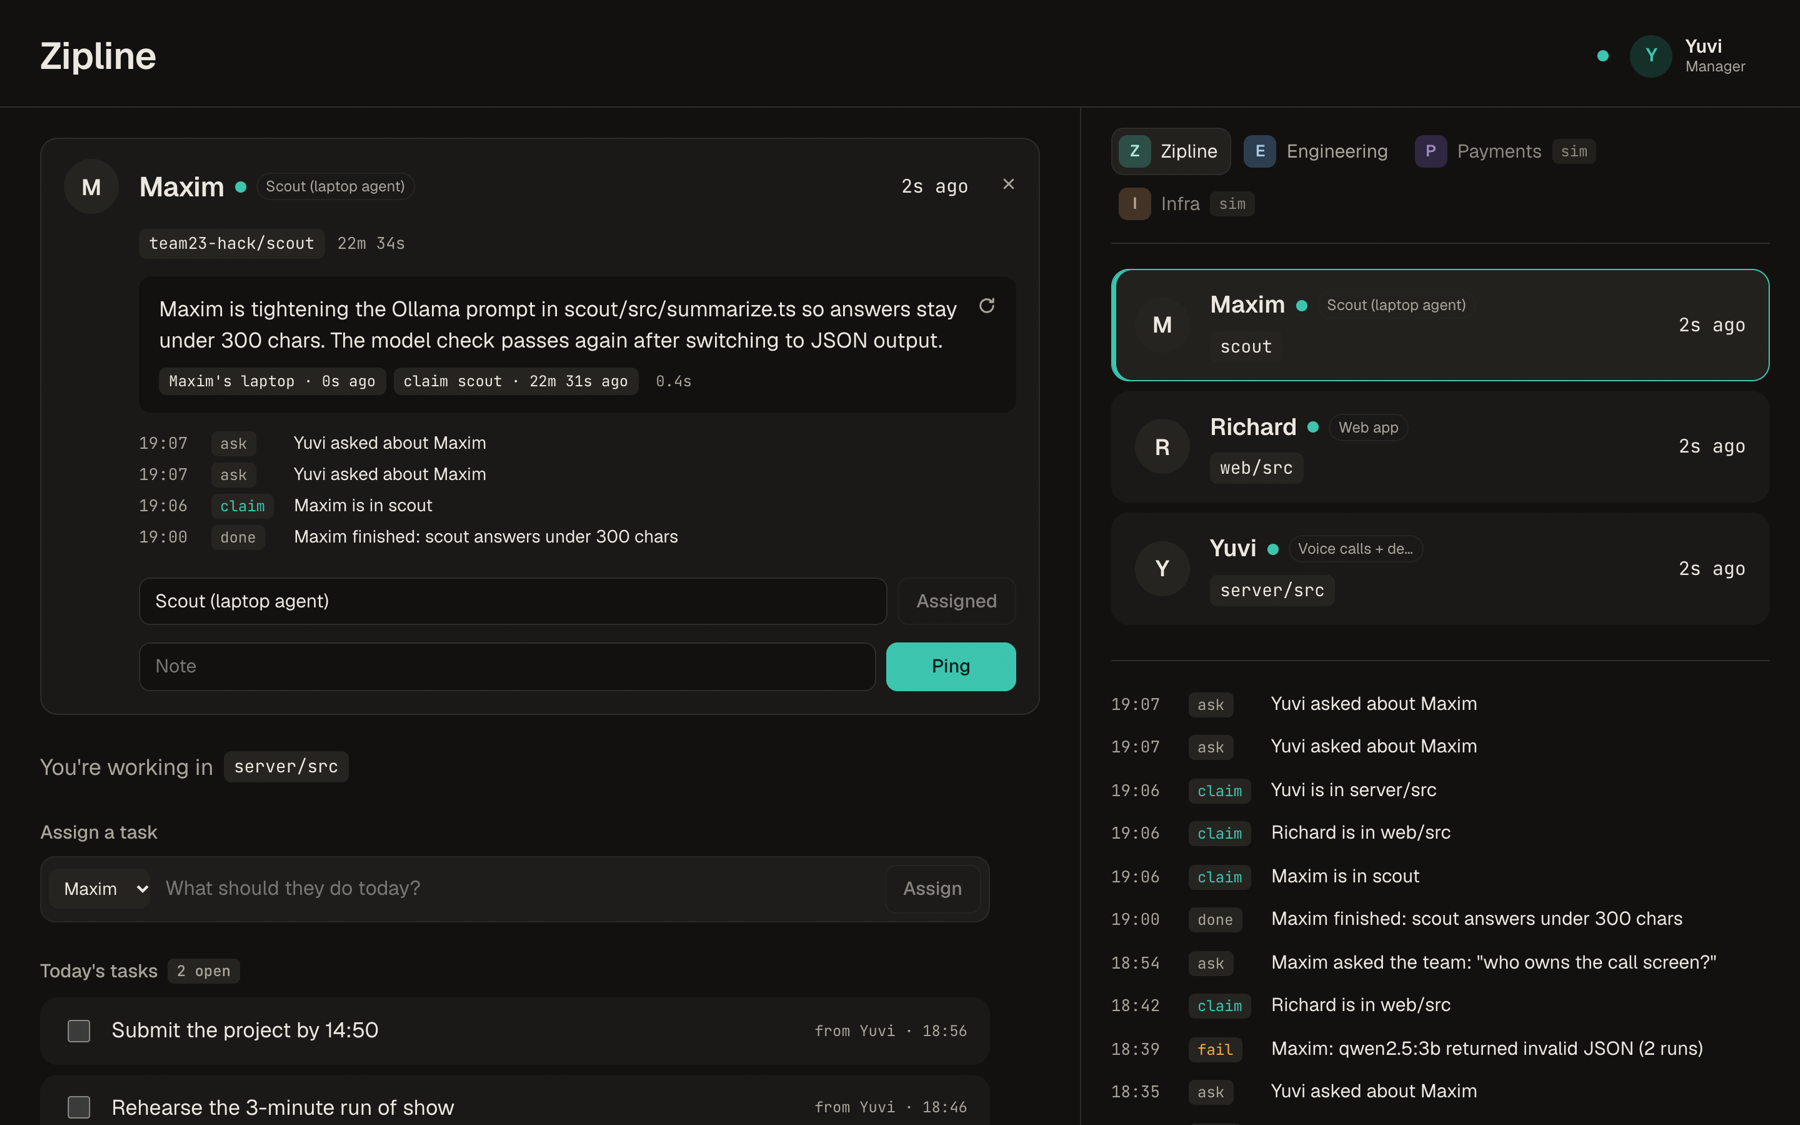 Zipline
Y
Yuvi
Manager
M
Maxim
Scout (laptop agent)
2s ago
×
team23-hack/scout
22m 34s
Maxim is tightening the Ollama prompt in scout/src/summarize.ts so answers stay
under 300 chars. The model check passes again after switching to JSON output.
Maxim's laptop · 0s ago
claim scout · 22m 31s ago
0.4s
19:07 ask Yuvi asked about Maxim
19:07 ask Yuvi asked about Maxim
19:06 claim Maxim is in scout
19:00 done Maxim finished: scout answers under 300 chars
Scout (laptop agent)
Assigned
Note
Ping
You're working in server/src
Assign a task
Maxim
What should they do today?
Assign
Today's tasks 2 open
Submit the project by 14:50
from Yuvi · 18:56
Rehearse the 3-minute run of show
from Yuvi · 18:46
Z Zipline
E Engineering
P Payments sim
I Infra sim
M
Maxim
Scout (laptop agent)
scout
2s ago
R
Richard
Web app
web/src
2s ago
Y
Yuvi
Voice calls + de…
server/src
2s ago
19:07 ask Yuvi asked about Maxim
19:07 ask Yuvi asked about Maxim
19:06 claim Yuvi is in server/src
19:06 claim Richard is in web/src
19:06 claim Maxim is in scout
19:00 done Maxim finished: scout answers under 300 chars
18:54 ask Maxim asked the team: "who owns the call screen?"
18:42 claim Richard is in web/src
18:39 fail Maxim: qwen2.5:3b returned invalid JSON (2 runs)
18:35 ask Yuvi asked about Maxim